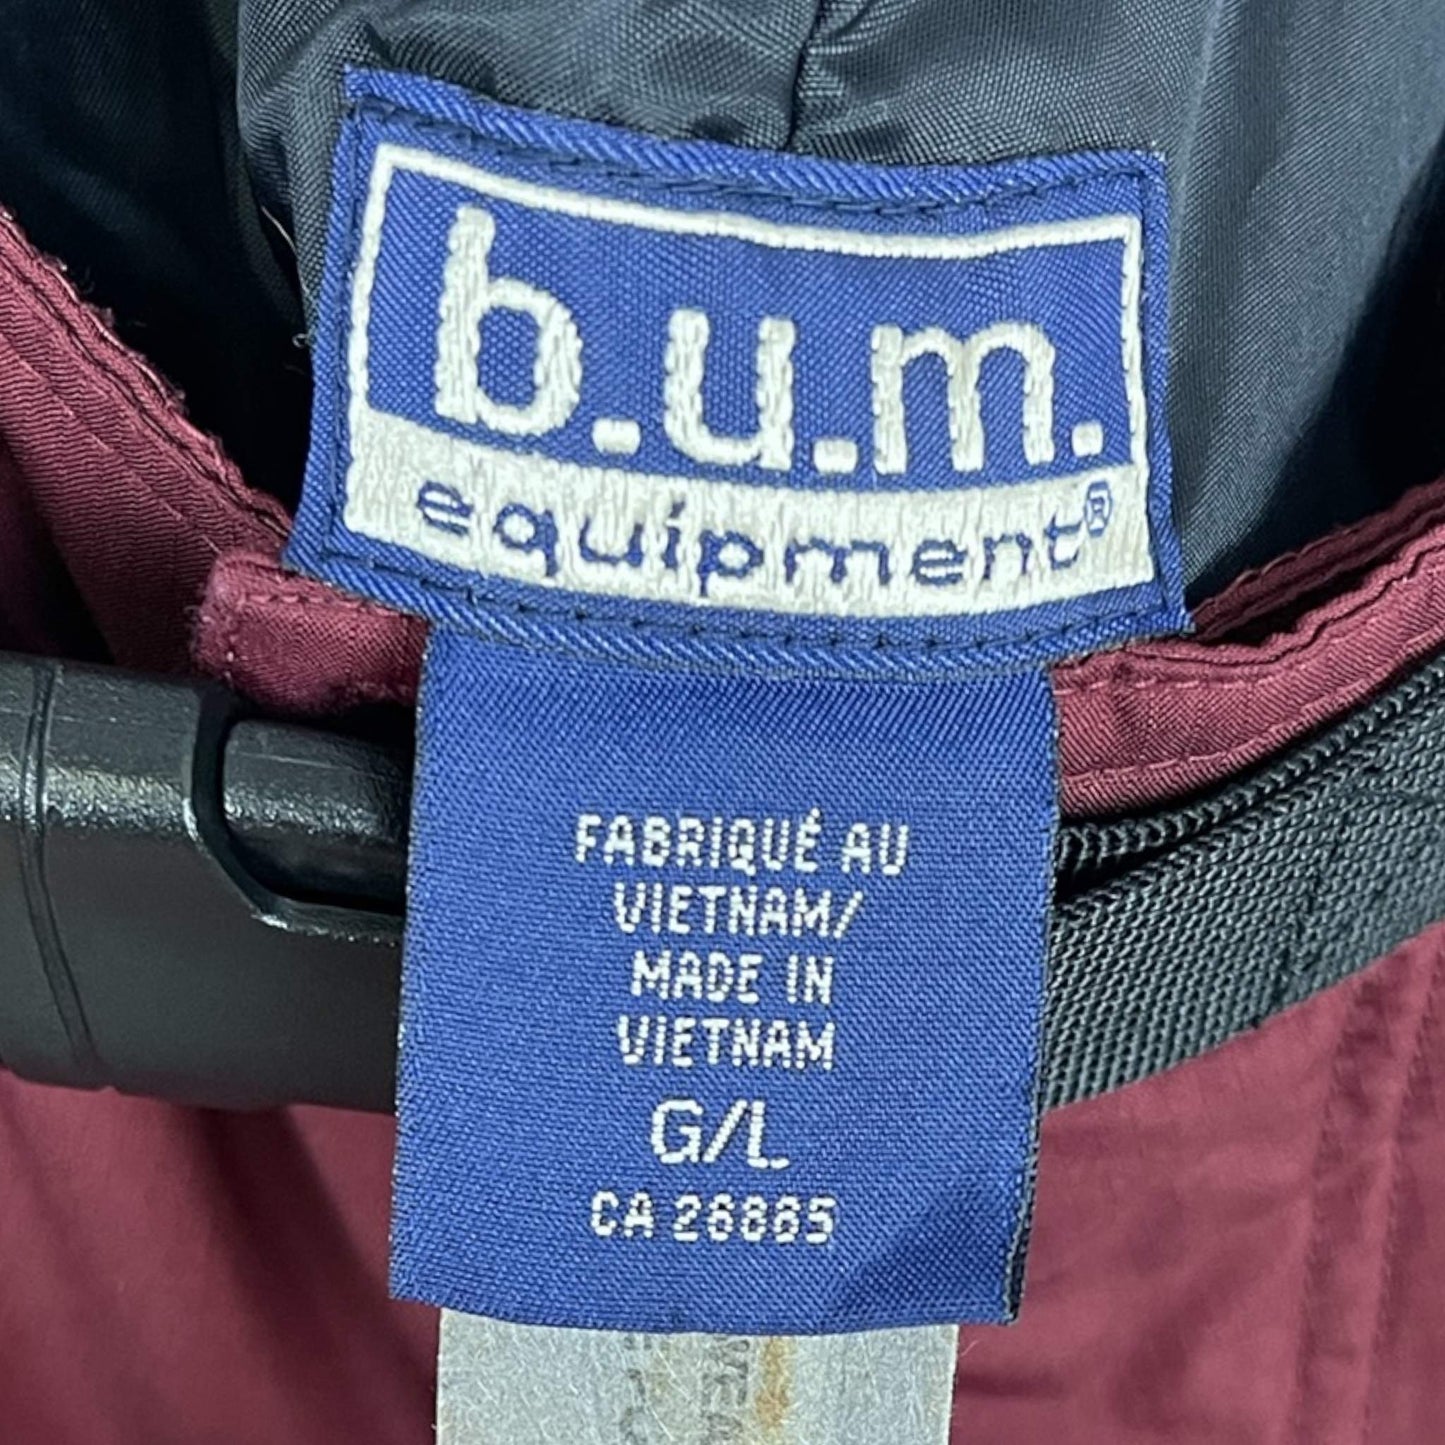 b.u.m.
equipment®
FABRIQUÉ AU
VIETNAM/
MADE IN
VIETNAM
G/L
CA 26885